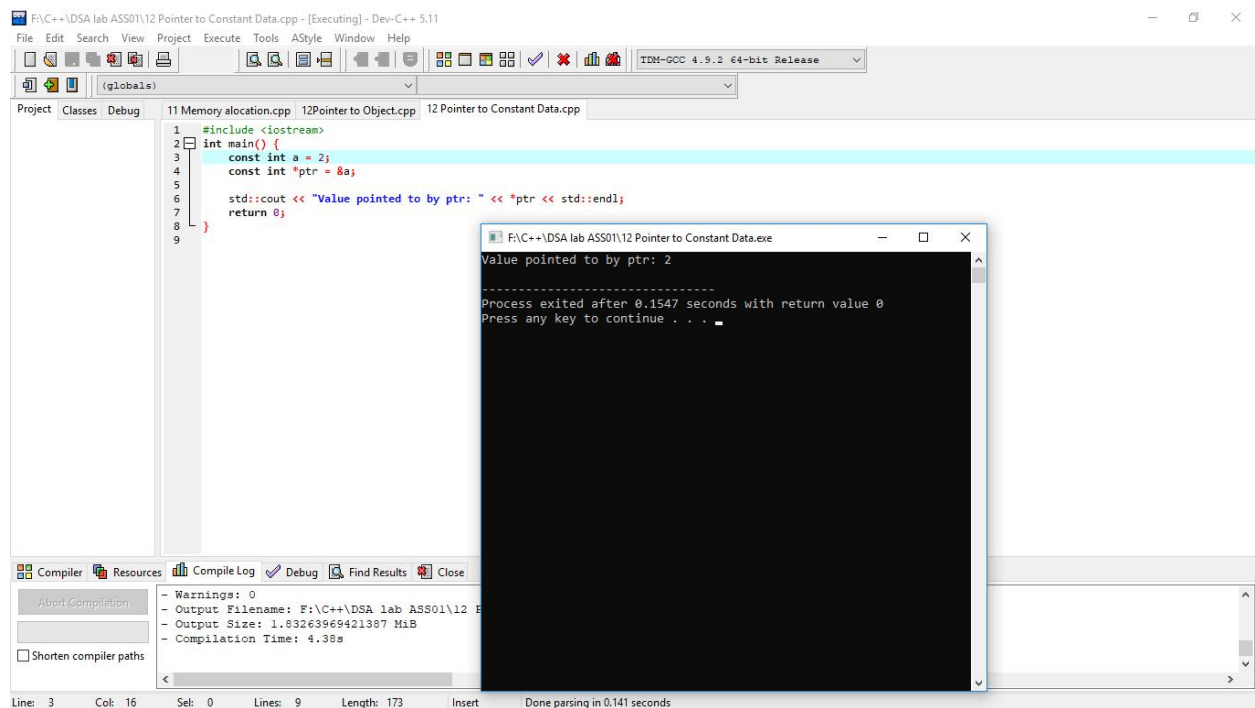 F:\C++\DSA lab ASS01\12 Pointer to Constant Data.cpp - [Executing] - Dev-C++ 5.11
File Edit Search View Project Execute Tools AStyle Window Help
TDM-GCC 4.9.2 64-bit Release
(globals)
Project Classes Debug
11 Memory alocation.cpp 12Pointer to Object.cpp 12 Pointer to Constant Data.cpp
1 #include <iostream>
2 int main() {
3 const int a = 2;
4 const int *ptr = &a;
5
6 std::cout << "Value pointed to by ptr: " << *ptr << std::endl;
7 return 0;
8 }
9
F:\C++\DSA lab ASS01\12 Pointer to Constant Data.exe
Value pointed to by ptr: 2
--------------------------------
Process exited after 0.1547 seconds with return value 0
Press any key to continue . . .
Compiler Resources Compile Log Debug Find Results Close
Abort Compilation
Shorten compiler paths
- Warnings: 0
- Output Filename: F:\C++\DSA lab ASS01\12 P
- Output Size: 1.83263969421387 MiB
- Compilation Time: 4.38s
Line: 3 Col: 16 Sel: 0 Lines: 9 Length: 173 Insert Done parsing in 0.141 seconds